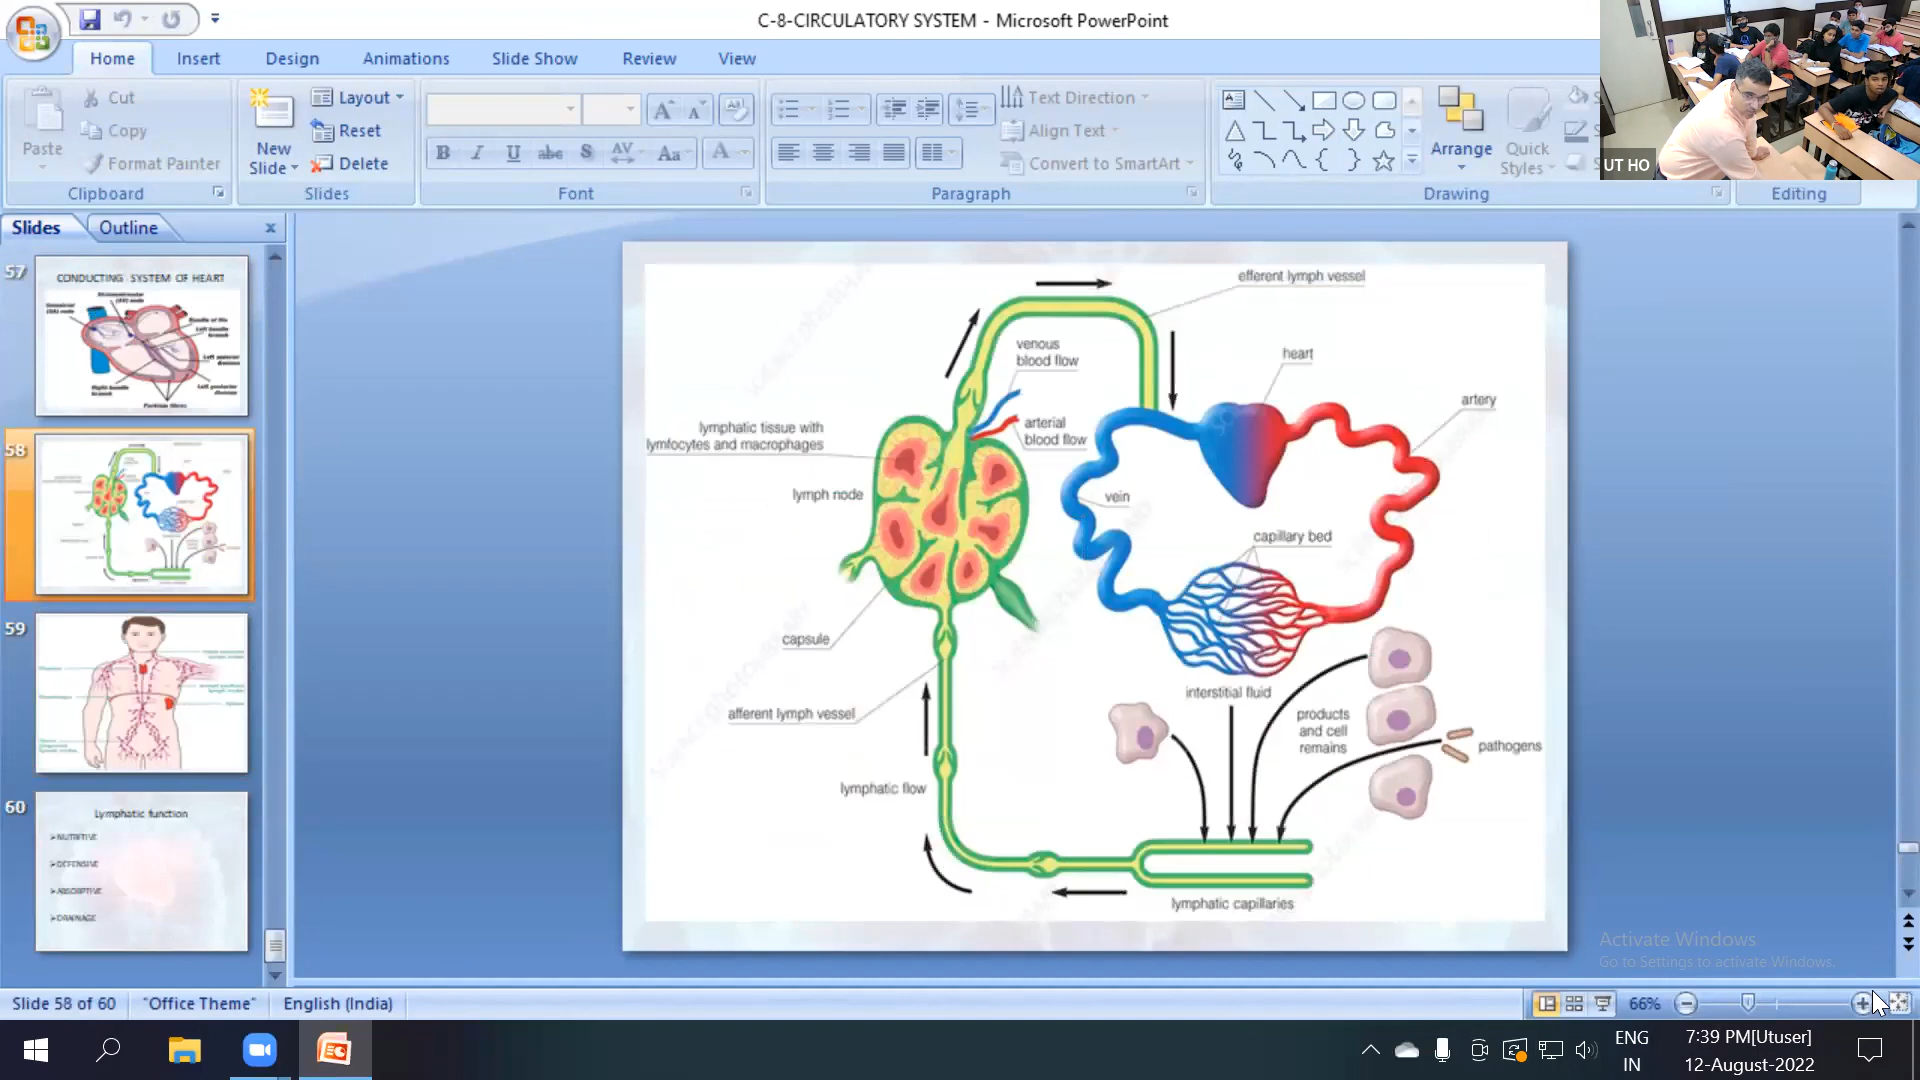 C-8-CIRCULATORY SYSTEM - Microsoft PowerPoint
Home
Insert
Design
Animations
Slide Show
Review
View
Paste
Cut
Copy
Format Painter
Clipboard
New
Slide
Layout
Reset
Delete
Slides
Font
Text Direction
Align Text
Convert to SmartArt
Paragraph
Arrange
Quick
Styles
Drawing
Editing
UT HO
Slides
Outline
57
CONDUCTING SYSTEM OF HEART
58
59
60
Lymphatic function
NUTRITIVE
DEFENSIVE
ABSORPTIVE
DRAINAGE
efferent lymph vessel
venous
blood flow
heart
artery
lymphatic tissue with
lymfocytes and macrophages
arterial
blood flow
lymph node
vein
capillary bed
capsule
interstitial fluid
afferent lymph vessel
products
and cell
remains
pathogens
lymphatic flow
lymphatic capillaries
Activate Windows
Go to Settings to activate Windows.
Slide 58 of 60
"Office Theme"
English (India)
66%
ENG
IN
7:39 PM[Utuser]
12-August-2022